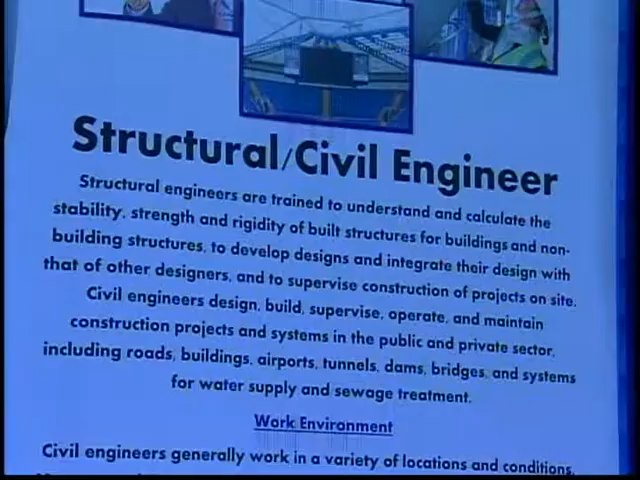 Structural/Civil Engineer
Structural engineers are trained to understand and calculate the
stability, strength and rigidity of built structures for buildings and non-
building structures, to develop designs and integrate their design with
that of other designers, and to supervise construction of projects on site.
Civil engineers design, build, supervise, operate, and maintain
construction projects and systems in the public and private sector,
including roads, buildings, airports, tunnels, dams, bridges, and systems
for water supply and sewage treatment.
Work Environment
Civil engineers generally work in a variety of locations and conditions.